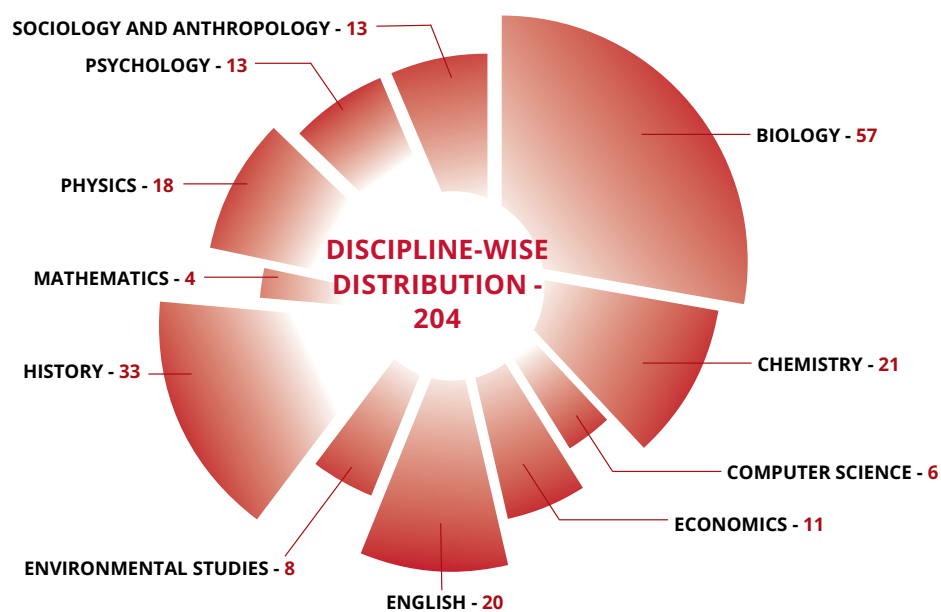 SOCIOLOGY AND ANTHROPOLOGY - 13
PSYCHOLOGY - 13
BIOLOGY - 57
PHYSICS - 18
DISCIPLINE-WISE
DISTRIBUTION -
204
MATHEMATICS - 4
HISTORY - 33
CHEMISTRY - 21
COMPUTER SCIENCE - 6
ECONOMICS - 11
ENVIRONMENTAL STUDIES - 8
ENGLISH - 20